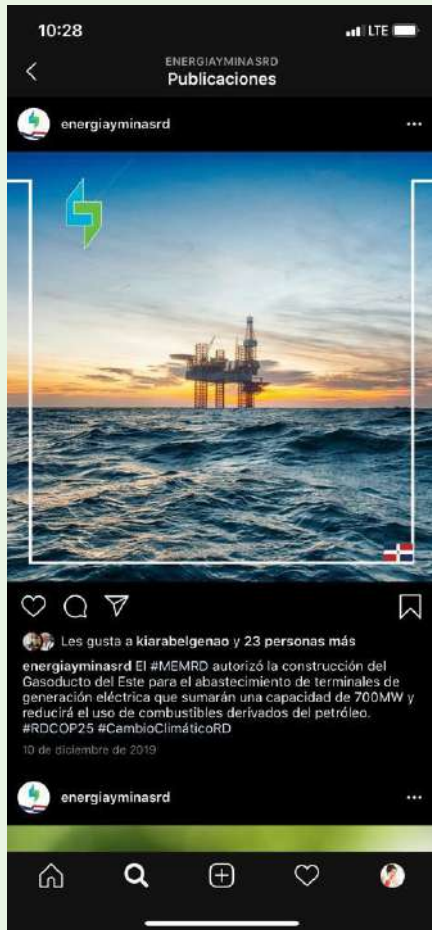 10:28
LTE
ENERGIAYMINASRD
Publicaciones
energiayminasrd
Les gusta a kiarabelgenao y 23 personas más
energiayminasrd El #MEMRD autorizó la construcción del
Gasoducto del Este para el abastecimiento de terminales de
generación eléctrica que sumarán una capacidad de 700MW y
reducirá el uso de combustibles derivados del petróleo.
#RDCOP25 #CambioClimáticoRD
10 de diciembre de 2019
energiayminasrd